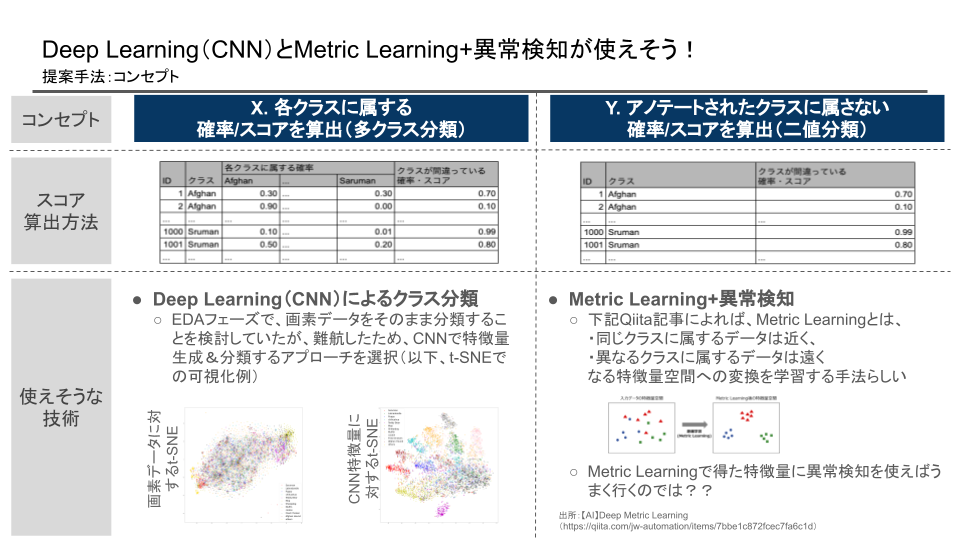 Deep Learning（CNN）とMetric Learning+異常検知が使えそう！
提案手法：コンセプト
コンセプト
X. 各クラスに属する
確率/スコアを算出（多クラス分類）
Y. アノテートされたクラスに属さない
確率/スコアを算出（二値分類）
スコア
算出方法
各クラスに属する確率
クラスが間違っている
ID クラス Afghan ... Saruman 確率・スコア
1 Afghan 0.30 ... 0.30 0.70
2 Afghan 0.90 ... 0.00 0.10
... ... ... ... ... ...
1000 Sruman 0.10 ... 0.01 0.99
1001 Sruman 0.50 ... 0.20 0.80
... ... ... ... ... ...
クラスが間違っている
ID クラス 確率・スコア
1 Afghan 0.70
2 Afghan 0.10
... ... ...
1000 Sruman 0.99
1001 Sruman 0.80
... ... ...
使えそうな
技術
● Deep Learning（CNN）によるクラス分類
○ EDAフェーズで、画素データをそのまま分類するこ
とを検討していたが、難航したため、CNNで特徴量
生成＆分類するアプローチを選択（以下、t-SNEで
の可視化例）
画素データに対
するt-SNE
CNN特徴量に
対するt-SNE
● Metric Learning+異常検知
○ 下記Qiita記事によれば、Metric Learningとは、
・同じクラスに属するデータは近く、
・異なるクラスに属するデータは遠く
なる特徴量空間への変換を学習する手法らしい
入力データの特徴量空間
Metric Learning後の特徴量空間
(Metric Learning)
○ Metric Learningで得た特徴量に異常検知を使えばう
まく行くのでは？？
出所：【AI】Deep Metric Learning
（https://qiita.com/jw-automation/items/7bbe1c872fcec7fa6c1d）